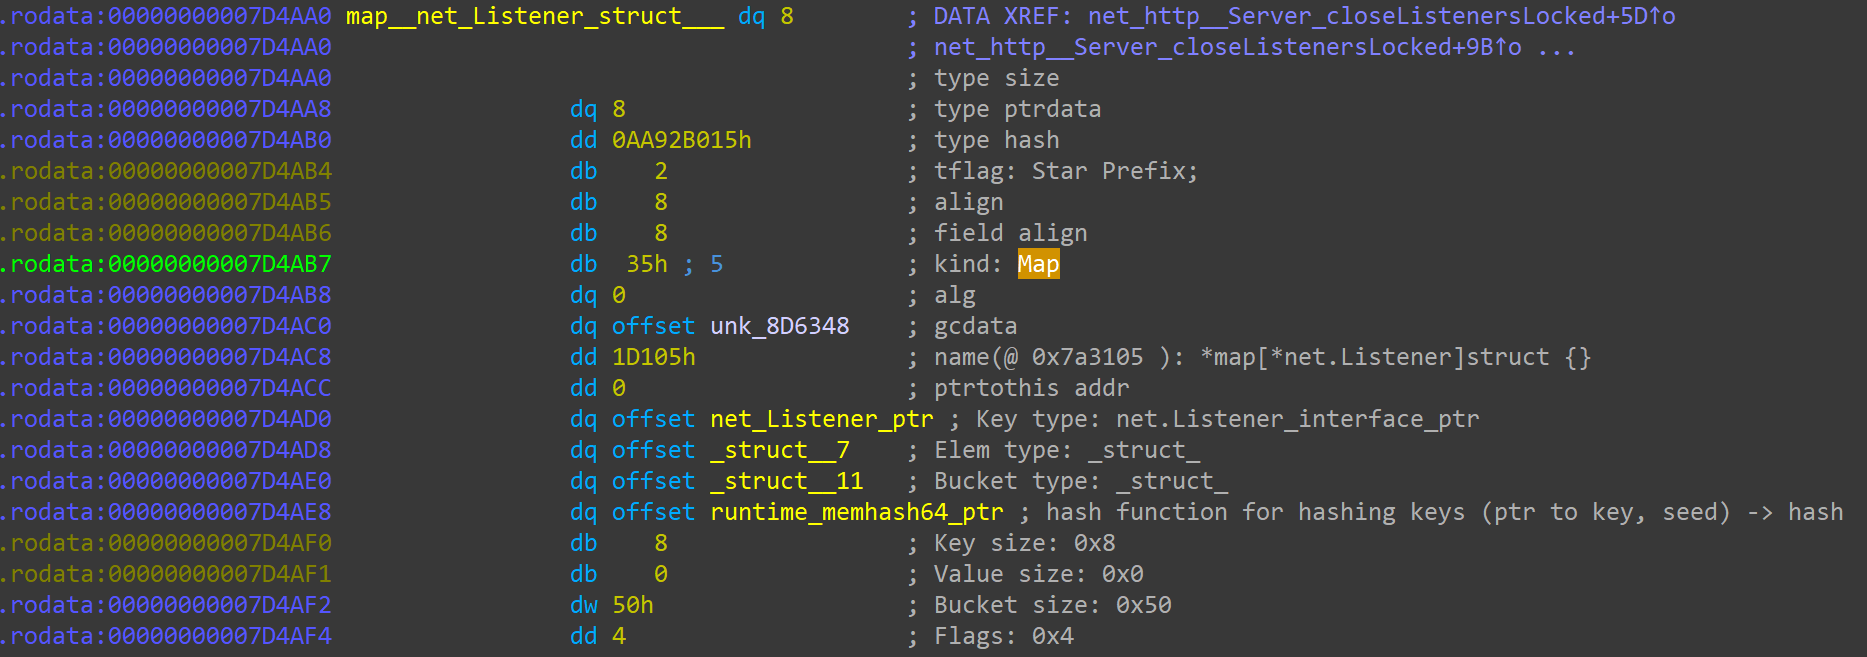 .rodata:00000000007D4AA0 map__net_Listener_struct___ dq 8 ; DATA XREF: net_http__Server_closeListenersLocked+5D↑o
.rodata:00000000007D4AA0 ; net_http__Server_closeListenersLocked+9B↑o ...
.rodata:00000000007D4AA0 ; type size
.rodata:00000000007D4AA8 dq 8 ; type ptrdata
.rodata:00000000007D4AB0 dd 0AA92B015h ; type hash
.rodata:00000000007D4AB4 db 2 ; tflag: Star Prefix;
.rodata:00000000007D4AB5 db 8 ; align
.rodata:00000000007D4AB6 db 8 ; field align
.rodata:00000000007D4AB7 db 35h ; 5 ; kind: Map
.rodata:00000000007D4AB8 dq 0 ; alg
.rodata:00000000007D4AC0 dq offset unk_8D6348 ; gcdata
.rodata:00000000007D4AC8 dd 1D105h ; name(@ 0x7a3105 ): *map[*net.Listener]struct {}
.rodata:00000000007D4ACC dd 0 ; ptrtothis addr
.rodata:00000000007D4AD0 dq offset net_Listener_ptr ; Key type: net.Listener_interface_ptr
.rodata:00000000007D4AD8 dq offset _struct__7 ; Elem type: _struct_
.rodata:00000000007D4AE0 dq offset _struct__11 ; Bucket type: _struct_
.rodata:00000000007D4AE8 dq offset runtime_memhash64_ptr ; hash function for hashing keys (ptr to key, seed) -> hash
.rodata:00000000007D4AF0 db 8 ; Key size: 0x8
.rodata:00000000007D4AF1 db 0 ; Value size: 0x0
.rodata:00000000007D4AF2 dw 50h ; Bucket size: 0x50
.rodata:00000000007D4AF4 dd 4 ; Flags: 0x4